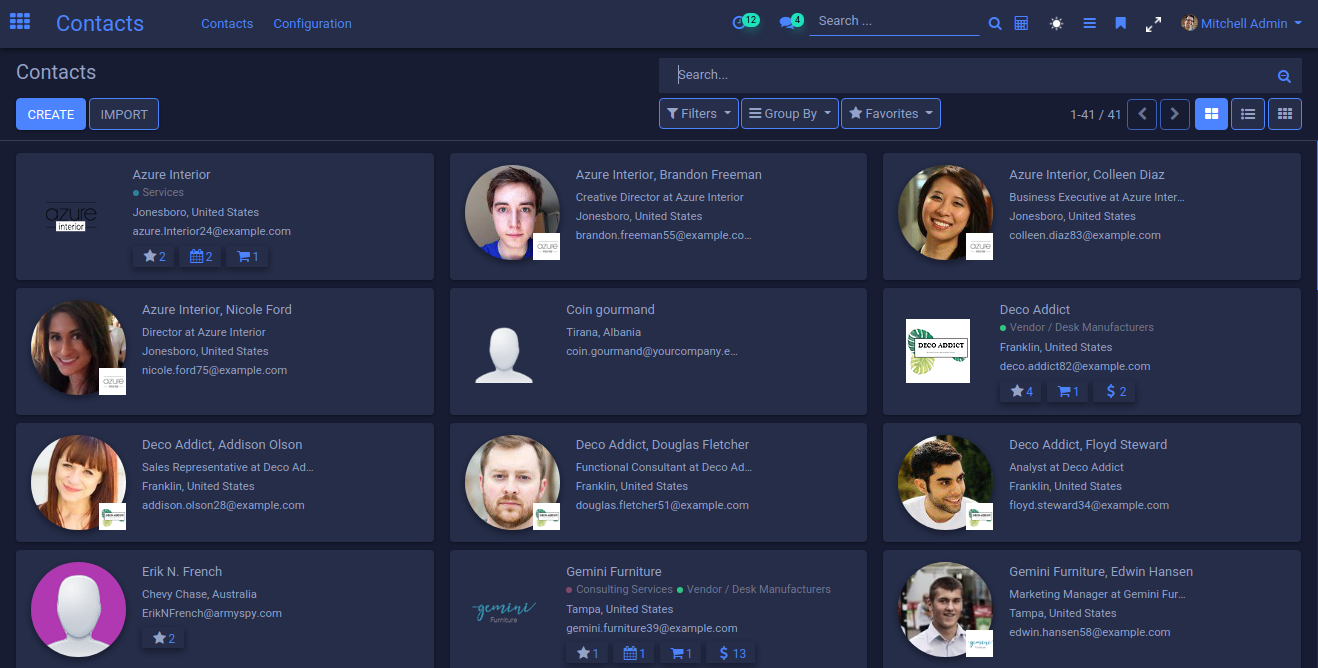 Contacts
Contacts
Configuration
12
4
Search ...
Mitchell Admin
Contacts
Search...
CREATE
IMPORT
Filters
Group By
Favorites
1-41 / 41
azure
interior
Azure Interior
Services
Jonesboro, United States
azure.Interior24@example.com
2
2
1
azure
Azure Interior, Brandon Freeman
Creative Director at Azure Interior
Jonesboro, United States
brandon.freeman55@example.co...
azure
Azure Interior, Colleen Diaz
Business Executive at Azure Inter...
Jonesboro, United States
colleen.diaz83@example.com
azure
Azure Interior, Nicole Ford
Director at Azure Interior
Jonesboro, United States
nicole.ford75@example.com
Coin gourmand
Tirana, Albania
coin.gourmand@yourcompany.e...
DECO ADDICT
Deco Addict
Vendor / Desk Manufacturers
Franklin, United States
deco.addict82@example.com
4
1
2
DECO ADDICT
Deco Addict, Addison Olson
Sales Representative at Deco Ad...
Franklin, United States
addison.olson28@example.com
DECO ADDICT
Deco Addict, Douglas Fletcher
Functional Consultant at Deco Ad...
Franklin, United States
douglas.fletcher51@example.com
DECO ADDICT
Deco Addict, Floyd Steward
Analyst at Deco Addict
Franklin, United States
floyd.steward34@example.com
Erik N. French
Chevy Chase, Australia
ErikNFrench@armyspy.com
2
gemini
Furniture
Gemini Furniture
Consulting Services Vendor / Desk Manufacturers
Tampa, United States
gemini.furniture39@example.com
1
1
1
13
gemini
Gemini Furniture, Edwin Hansen
Marketing Manager at Gemini Fur...
Tampa, United States
edwin.hansen58@example.com